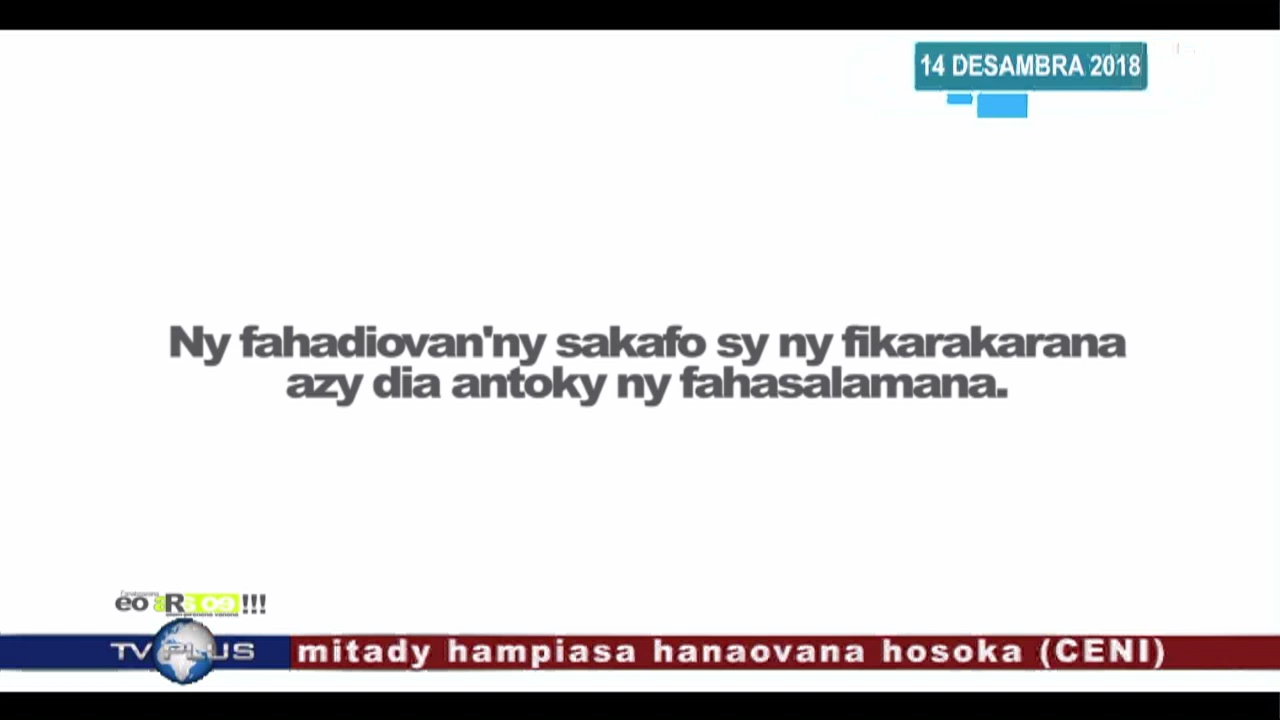 14 DESAMBRA 2018
Ny fahadiovan'ny sakafo sy ny fikarakarana
azy dia antoky ny fahasalamana.
eo !!!
TV PLUS
mitady hampiasa hanaovana hosoka (CENI)